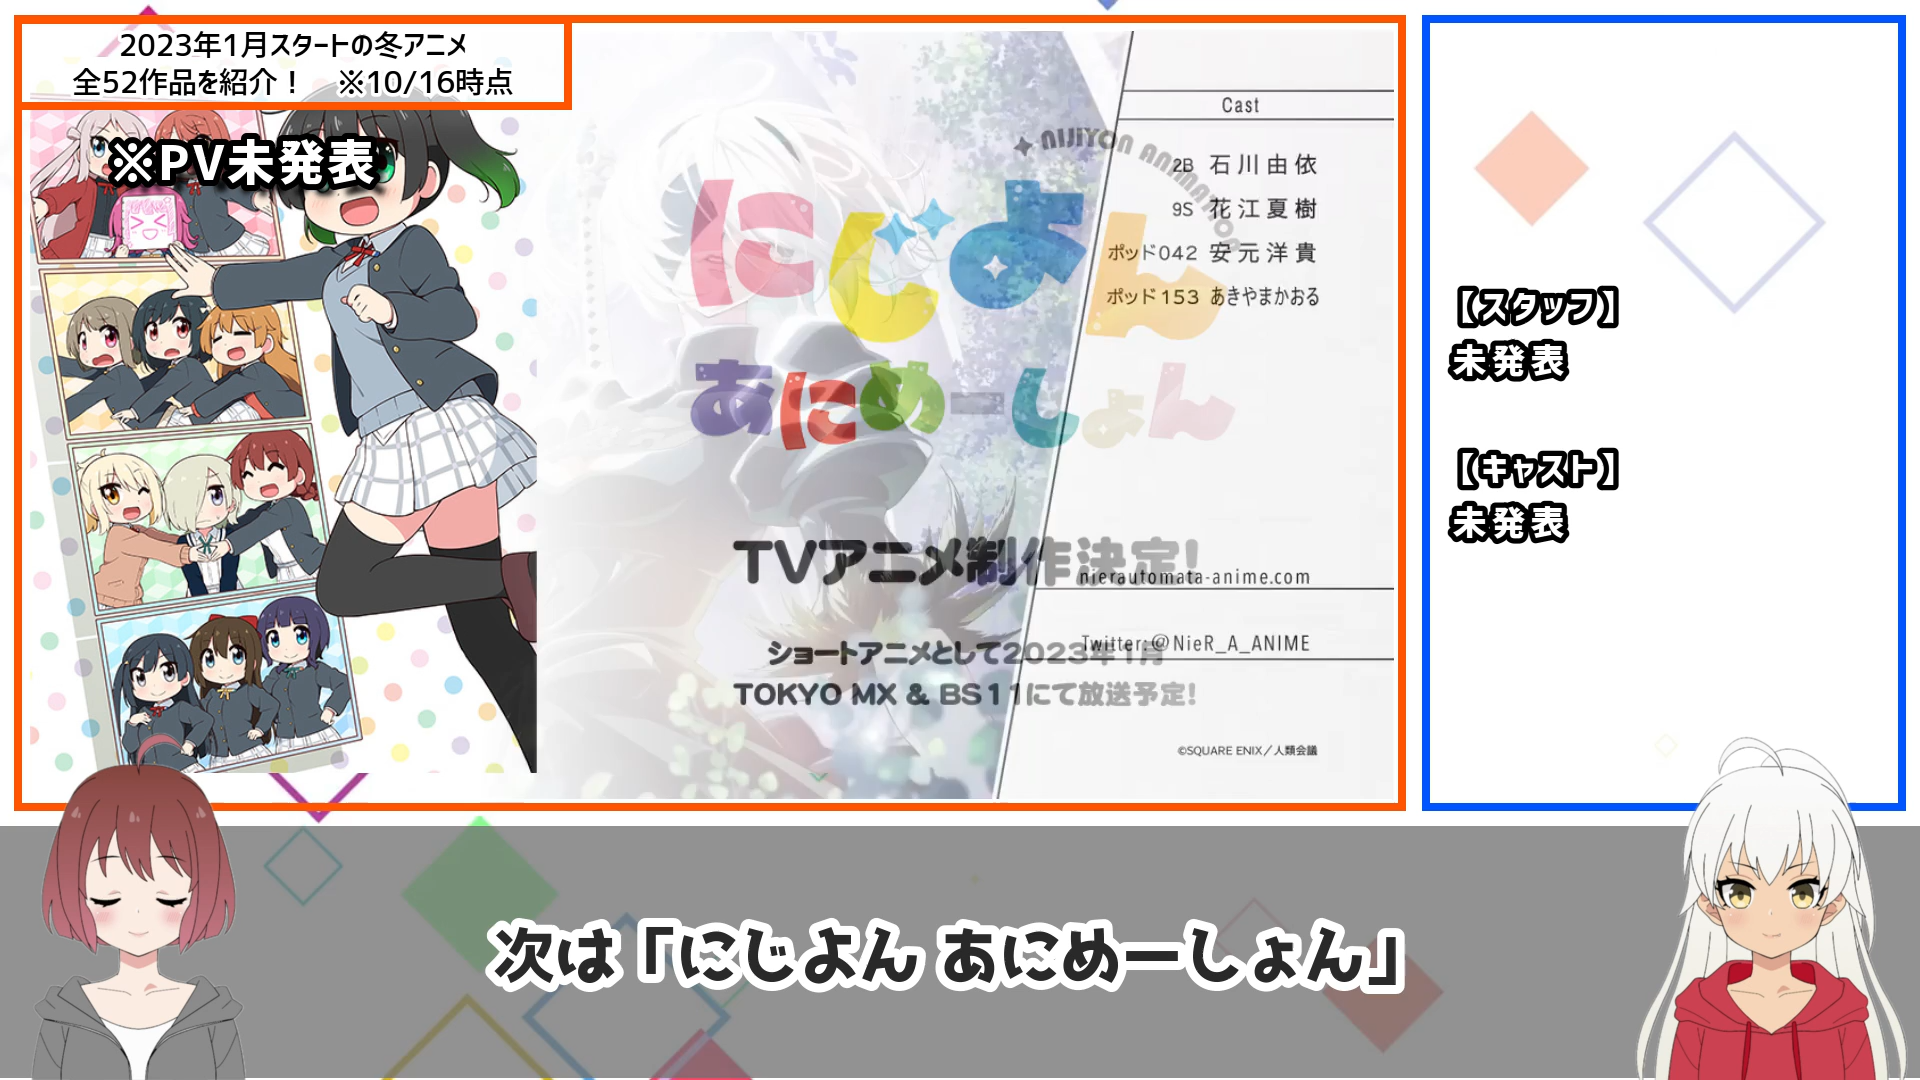 2023年1月スタートの冬アニメ
全52作品を紹介！　※10/16時点
※PV未発表
NIJIYON ANIMATION
にじよん
あにめーしょん
TVアニメ制作決定!
ショートアニメとして2023年1月
TOKYO MX & BS11にて放送予定!
Cast
2B 石川由依
9S 花江夏樹
ポッド042 安元洋貴
ポッド153 あきやまかおる
nierautomata-anime.com
Twitter:@NieR_A_ANIME
©SQUARE ENIX／人類会議
【スタッフ】
未発表
【キャスト】
未発表
次は「にじよん あにめーしょん」